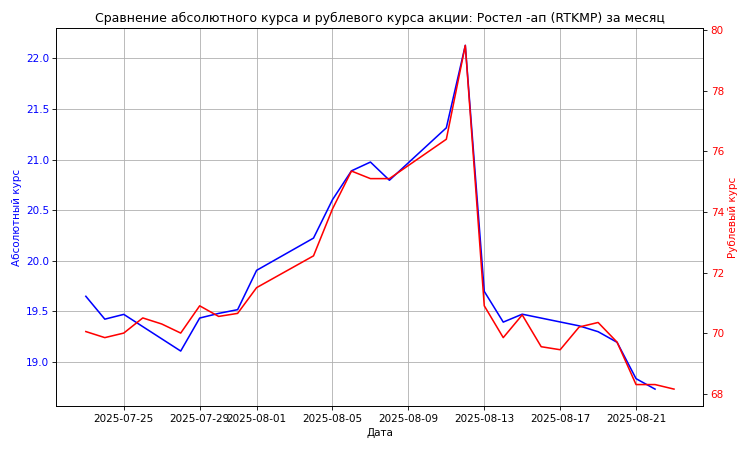 Сравнение абсолютного курса и рублевого курса акции: Ростел -ап (RTKMP) за месяц
Абсолютный курс
22.0
21.5
21.0
20.5
20.0
19.5
19.0
80
78
76
74
72
70
68
Рублевый курс
2025-07-25 2025-07-29 2025-08-01 2025-08-05 2025-08-09 2025-08-13 2025-08-17 2025-08-21
Дата